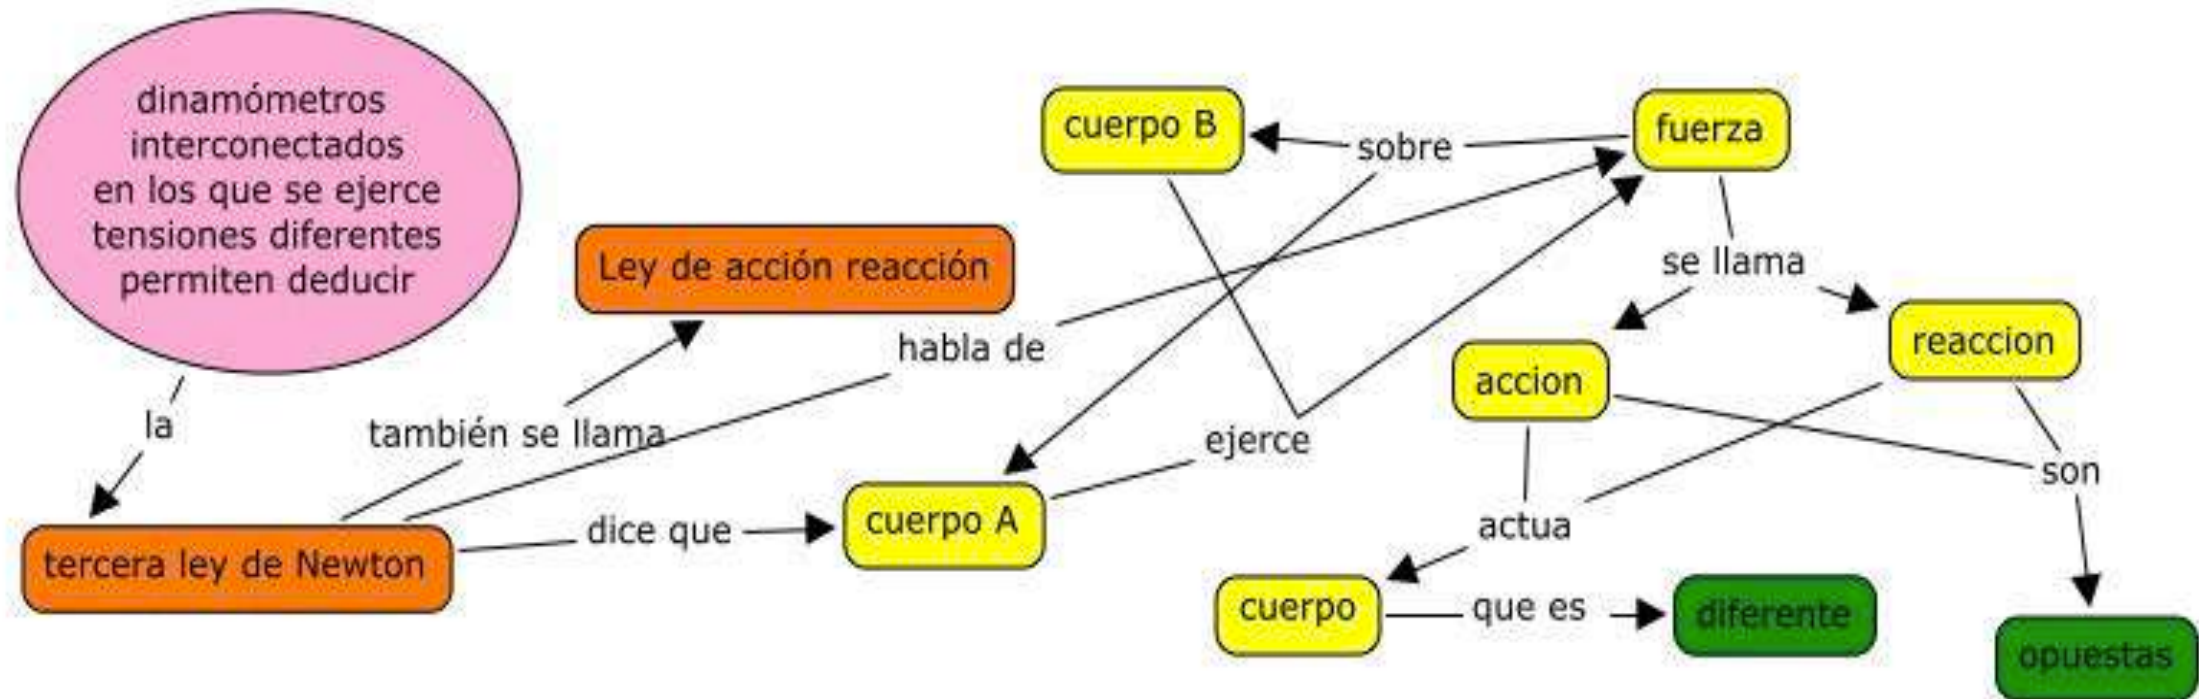 dinamómetros
interconectados
en los que se ejerce
tensiones diferentes
permiten deducir
la
tercera ley de Newton
también se llama
Ley de acción reacción
habla de
dice que
cuerpo A
ejerce
cuerpo B
sobre
fuerza
se llama
accion
reaccion
actua
son
cuerpo
que es
diferente
opuestas